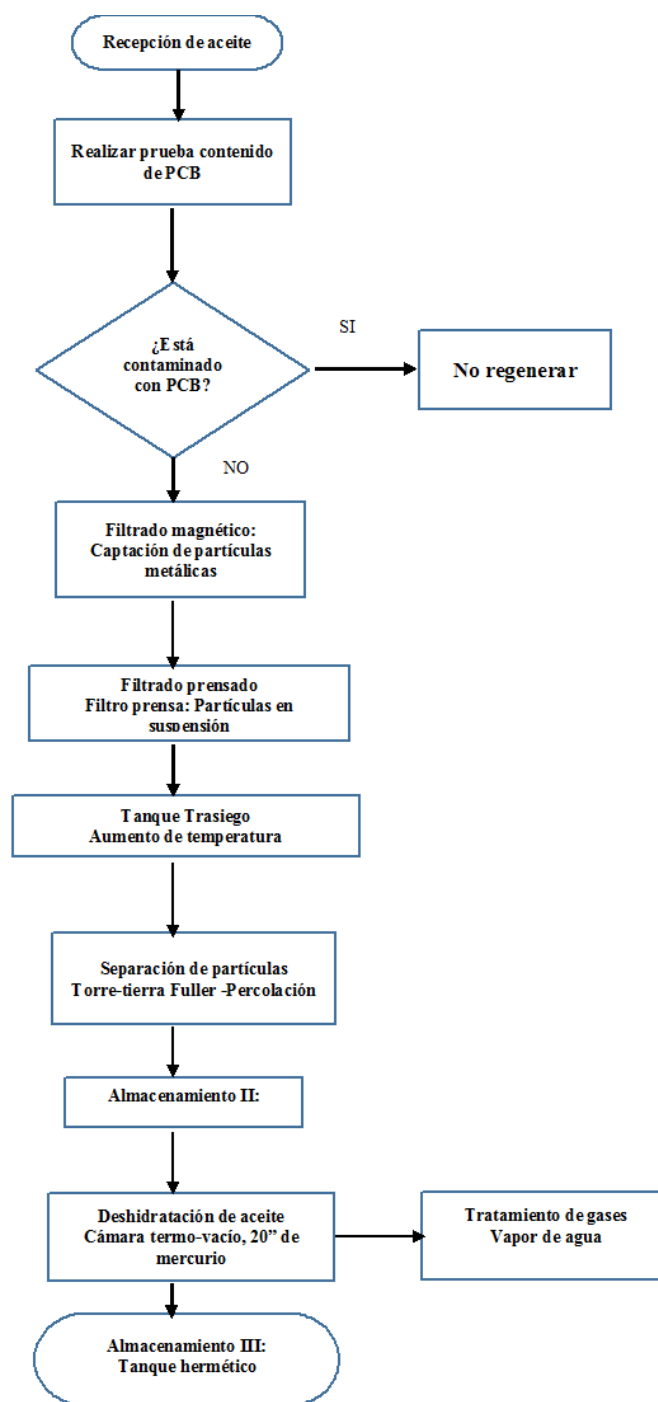 Recepción de aceite
Realizar prueba contenido
de PCB
¿Está
contaminado
con PCB?
SI
No regenerar
NO
Filtrado magnético:
Captación de partículas
metálicas
Filtrado prensado
Filtro prensa: Partículas en
suspensión
Tanque Trasiego
Aumento de temperatura
Separación de partículas
Torre-tierra Fuller -Percolación
Almacenamiento II:
Deshidratación de aceite
Cámara termo-vacío, 20” de
mercurio
Tratamiento de gases
Vapor de agua
Almacenamiento III:
Tanque hermético